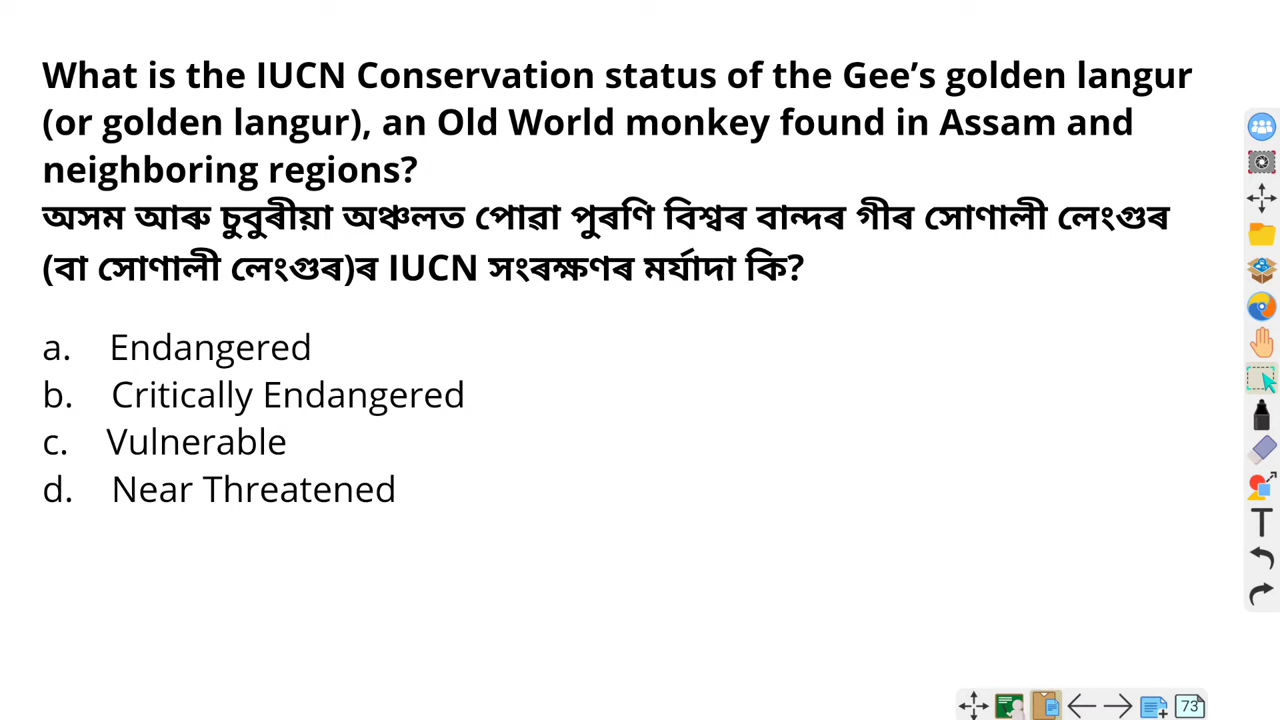 What is the IUCN Conservation status of the Gee’s golden langur
(or golden langur), an Old World monkey found in Assam and
neighboring regions?
অসম আৰু চুবুৰীয়া অঞ্চলত পোৱা পুৰণি বিশ্বৰ বান্দৰ গীৰ সোণালী লেংগুৰ
(বা সোণালী লেংগুৰ)ৰ IUCN সংৰক্ষণৰ মৰ্যাদা কি?
a. Endangered
b. Critically Endangered
c. Vulnerable
d. Near Threatened
T
73